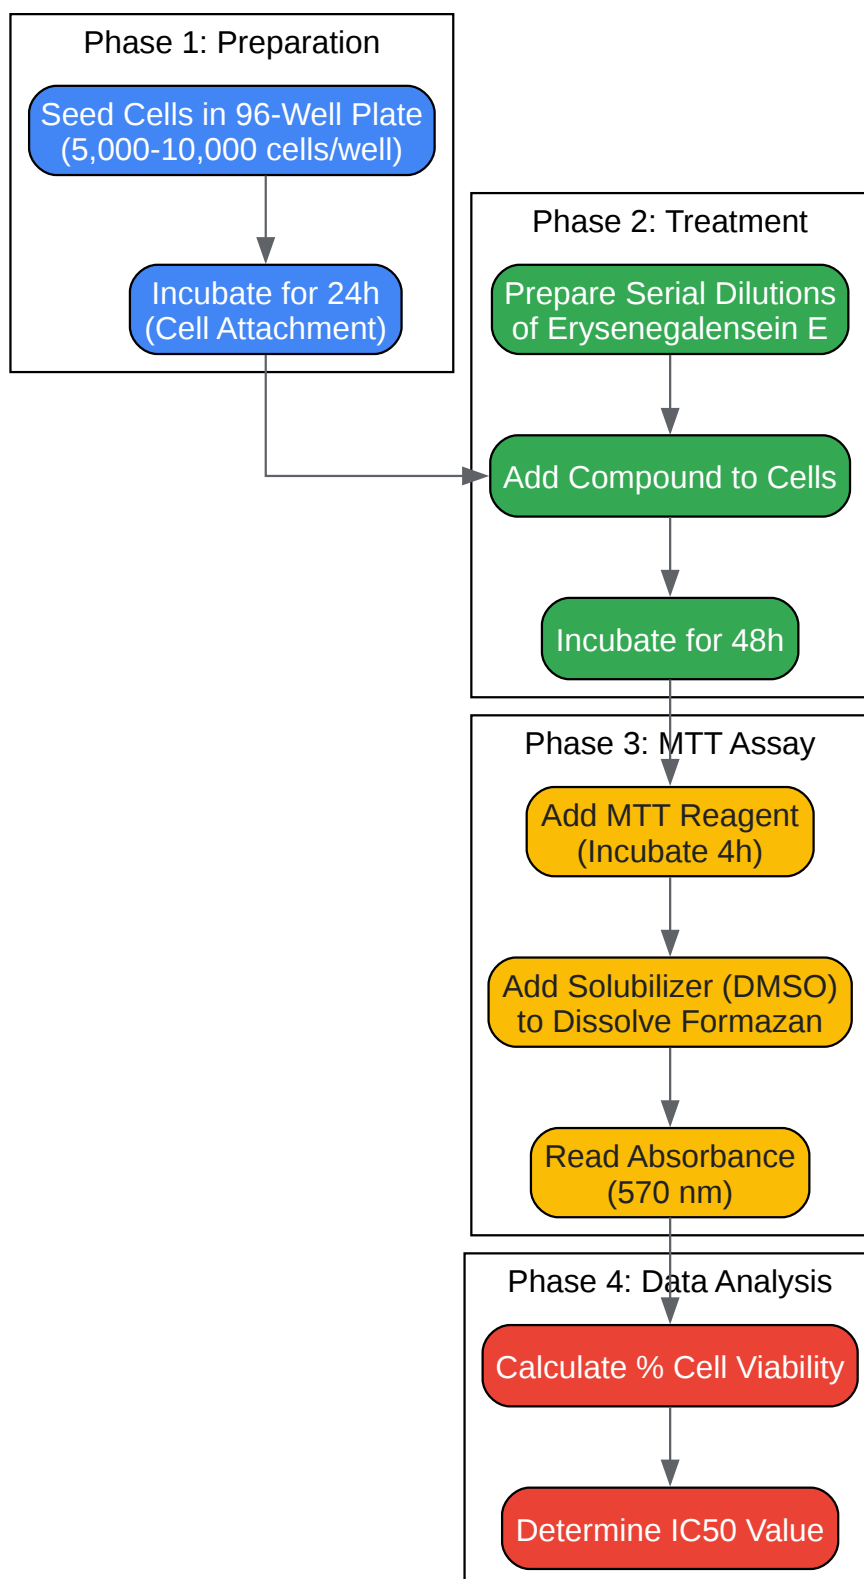 Phase 1: Preparation
Seed Cells in 96-Well Plate
(5,000-10,000 cells/well)
Incubate for 24h
(Cell Attachment)
Phase 2: Treatment
Prepare Serial Dilutions
of Erysenegalensein E
Add Compound to Cells
Incubate for 48h
Phase 3: MTT Assay
Add MTT Reagent
(Incubate 4h)
Add Solubilizer (DMSO)
to Dissolve Formazan
Read Absorbance
(570 nm)
Phase 4: Data Analysis
Calculate % Cell Viability
Determine IC50 Value